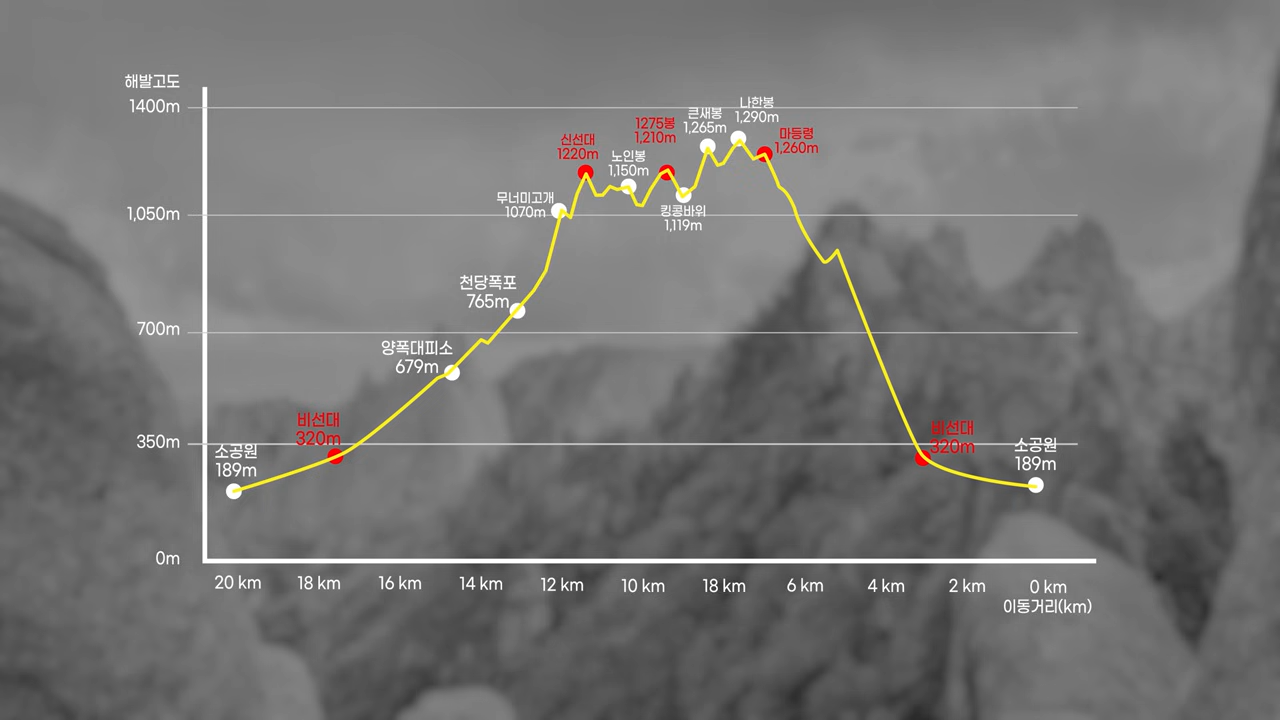 해발고도
1400m
1,050m
700m
350m
0m
소공원
189m
비선대
320m
양폭대피소
679m
천당폭포
765m
무너미고개
1070m
신선대
1220m
노인봉
1,150m
1275봉
1,210m
킹콩바위
1,119m
큰새봉
1,265m
나한봉
1,290m
마등령
1,260m
비선대
320m
소공원
189m
20 km
18 km
16 km
14 km
12 km
10 km
18 km
6 km
4 km
2 km
0 km
이동거리(km)